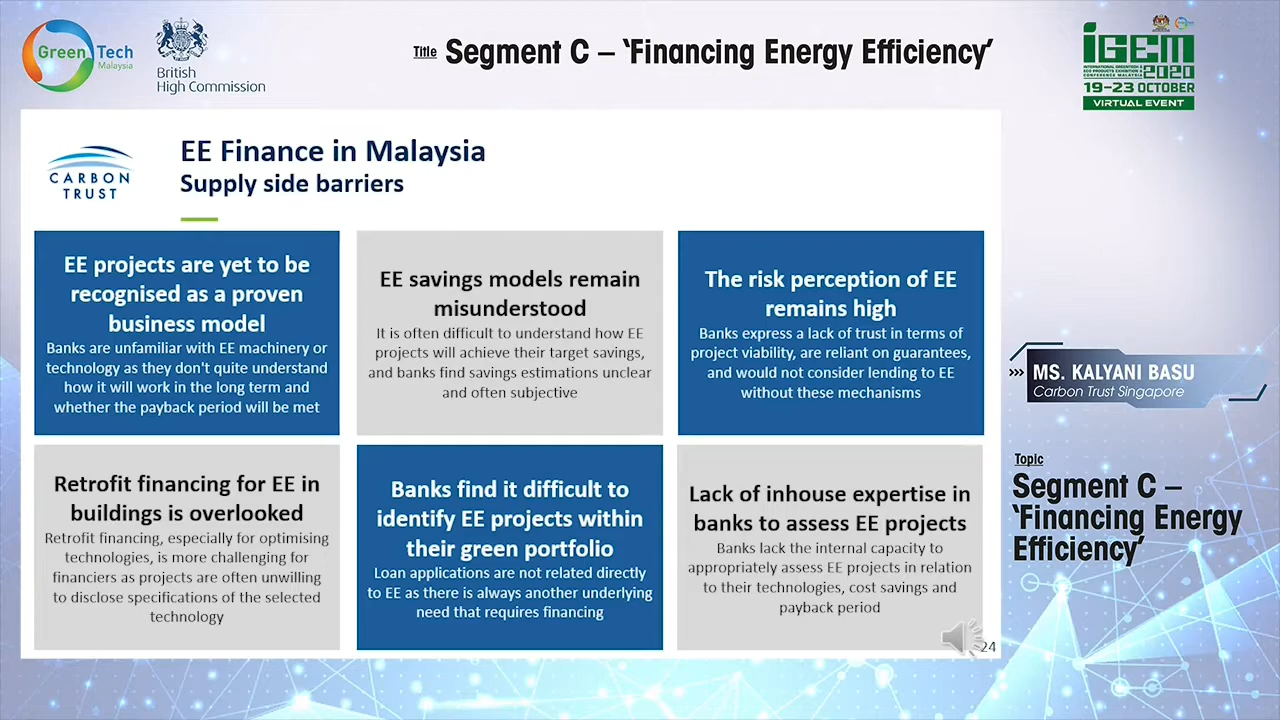 GreenTech
Malaysia
British
High Commission
Title Segment C – ‘Financing Energy Efficiency’
iGEM
INTERNATIONAL GREENTECH &
ECO PRODUCTS EXHIBITION &
CONFERENCE MALAYSIA
2020
19-23 OCTOBER
VIRTUAL EVENT
CARBON
TRUST
EE Finance in Malaysia
Supply side barriers
EE projects are yet to be
recognised as a proven
business model
Banks are unfamiliar with EE machinery or
technology as they don't quite understand
how it will work in the long term and
whether the payback period will be met
EE savings models remain
misunderstood
It is often difficult to understand how EE
projects will achieve their target savings,
and banks find savings estimations unclear
and often subjective
The risk perception of EE
remains high
Banks express a lack of trust in terms of
project viability, are reliant on guarantees,
and would not consider lending to EE
without these mechanisms
Retrofit financing for EE in
buildings is overlooked
Retrofit financing, especially for optimising
technologies, is more challenging for
financiers as projects are often unwilling
to disclose specifications of the selected
technology
Banks find it difficult to
identify EE projects within
their green portfolio
Loan applications are not related directly
to EE as there is always another underlying
need that requires financing
Lack of inhouse expertise in
banks to assess EE projects
Banks lack the internal capacity to
appropriately assess EE projects in relation
to their technologies, cost savings and
payback period
24
MS. KALYANI BASU
Carbon Trust Singapore
Topic
Segment C –
‘Financing Energy
Efficiency’